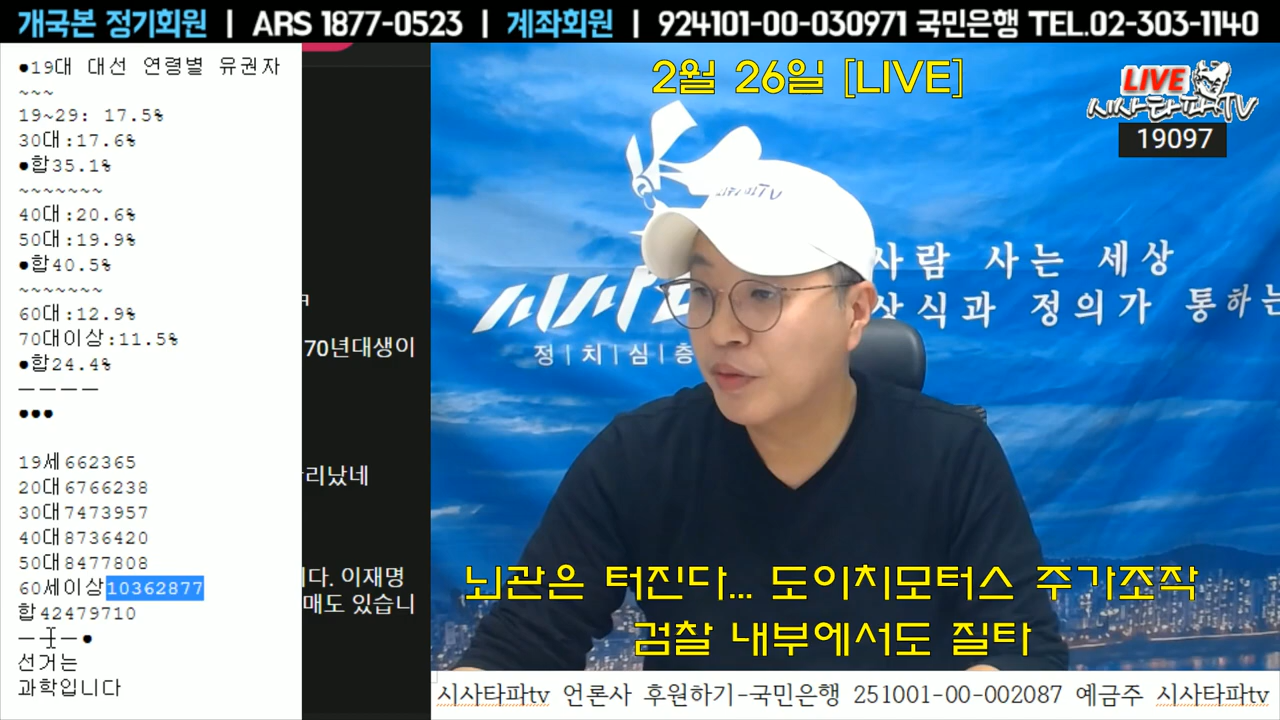 개국본 정기회원 | ARS 1877-0523 | 계좌회원 | 924101-00-030971 국민은행 TEL.02-303-1140
●19대 대선 연령별 유권자
~~~
19~29: 17.5%
30대:17.6%
●합35.1%
~~~~~~~
40대:20.6%
50대:19.9%
●합40.5%
~~~~~~~
60대:12.9%
70대이상:11.5%
●합24.4%
ㅡㅡㅡㅡ
●●●
19세662365
20대6766238
30대7473957
40대8736420
50대8477808
60세이상10362877
합42479710
ㅡㅡㅡ●
선거는
과학입니다
70년대생이
리났네
다. 이재명
매도 있습니
2월 26일 [LIVE]
LIVE
시사타파TV
19097
사람 사는 세상
상식과 정의가 통하는
시사타
정|치|심|층
뇌관은 터진다... 도이치모터스 주가조작
검찰 내부에서도 질타
시사타파tv 언론사 후원하기-국민은행 251001-00-002087 예금주 시사타파tv